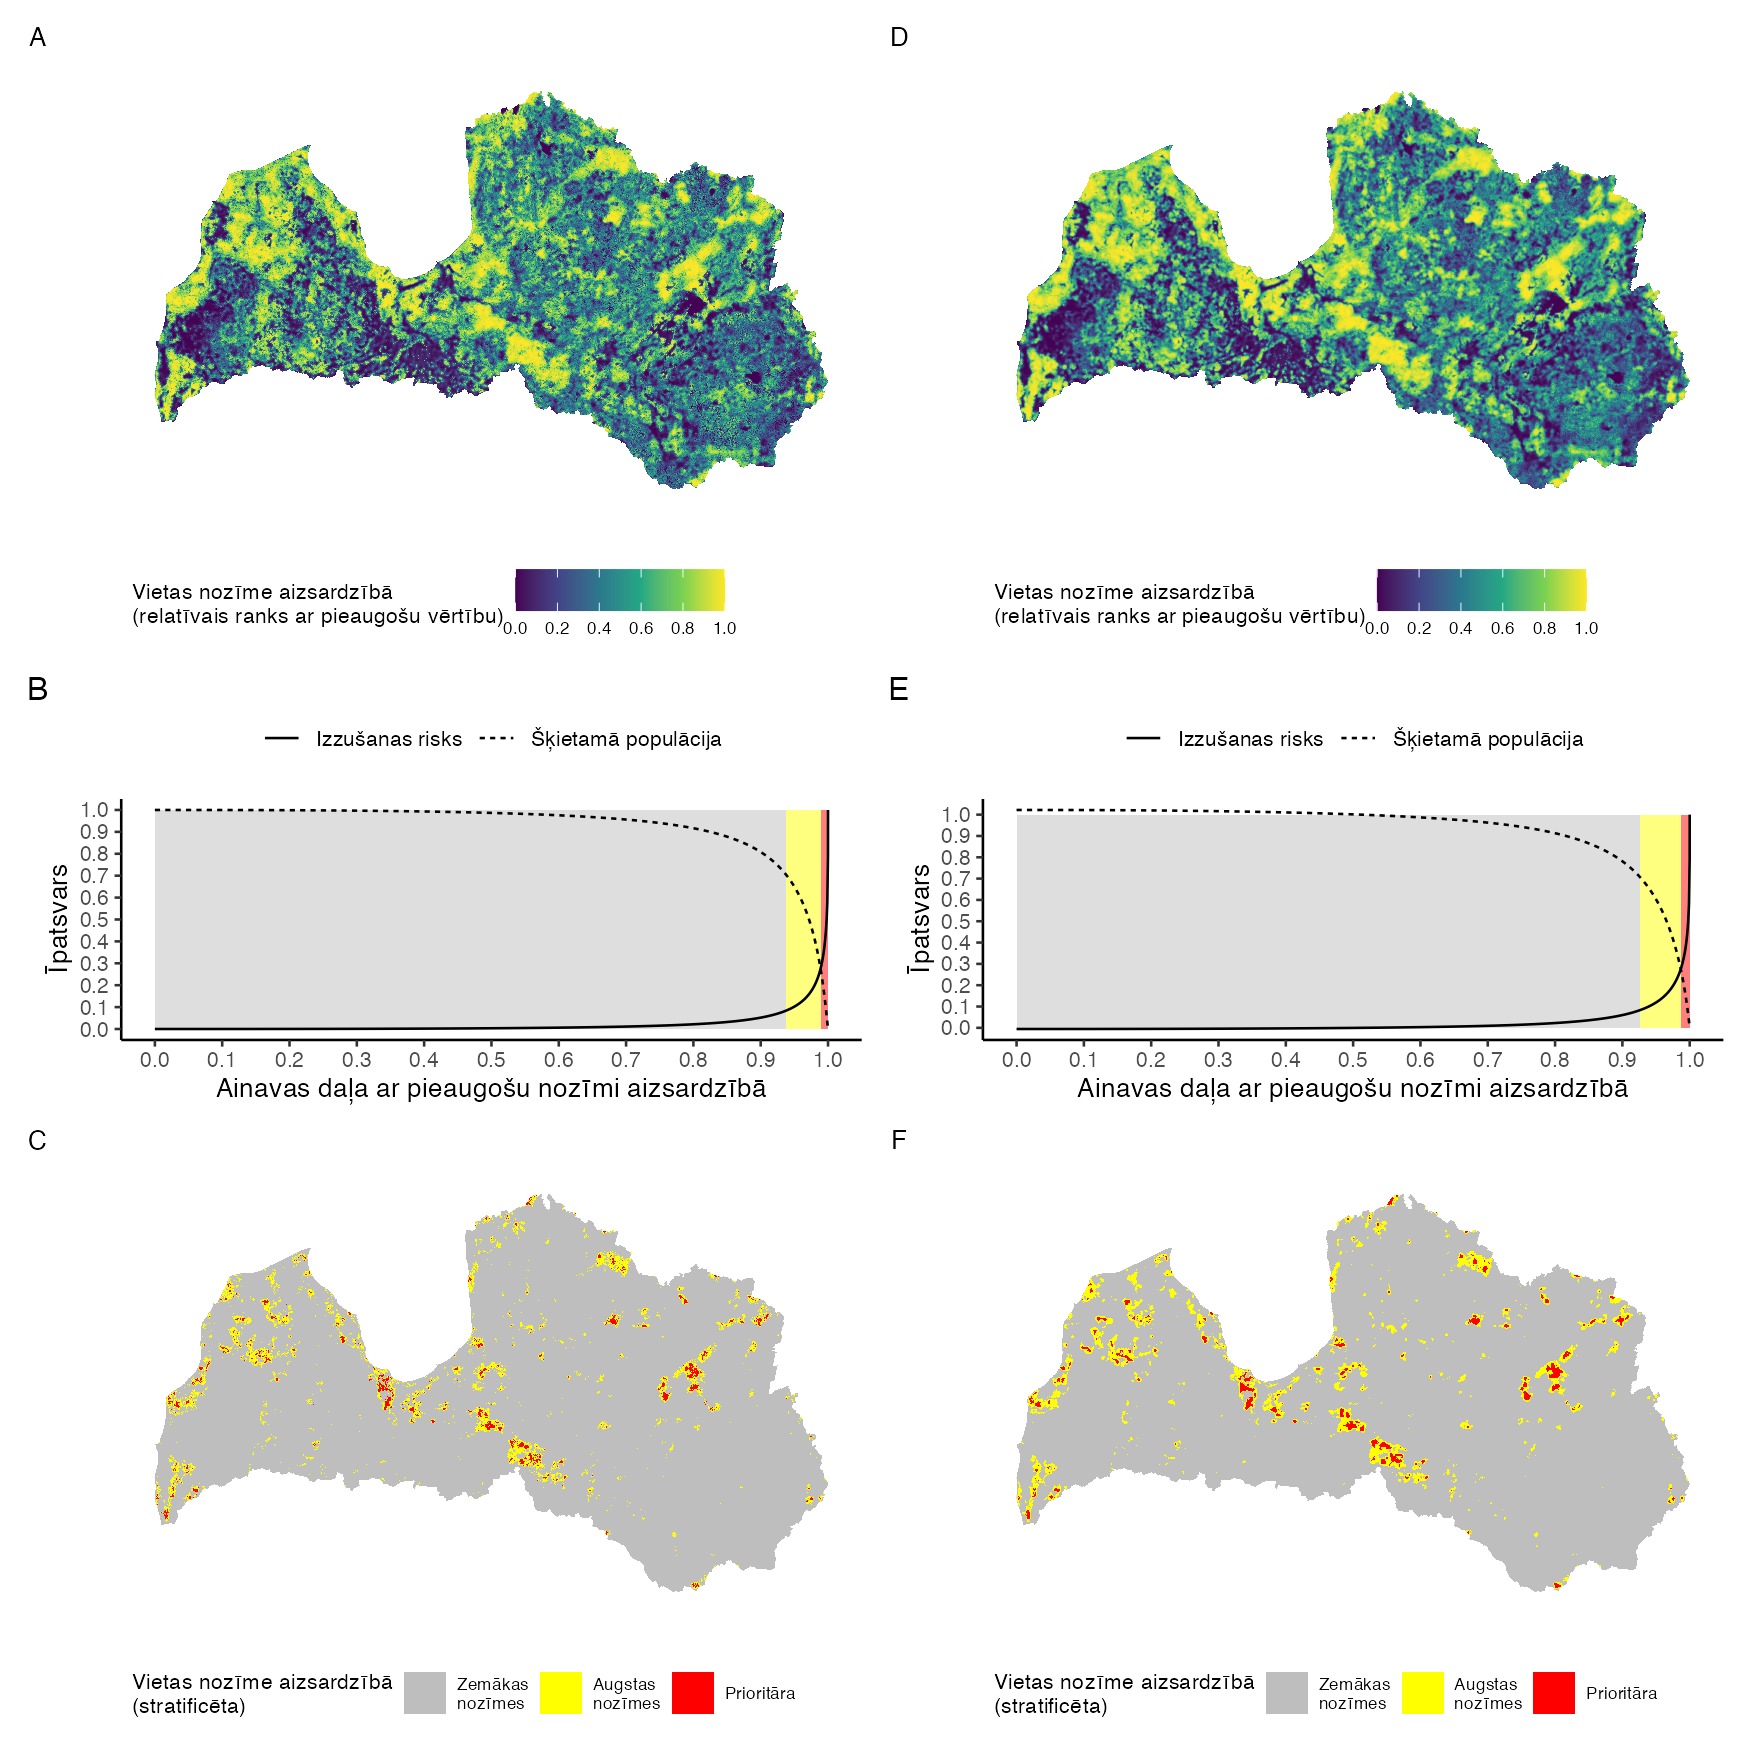 A
D
Vietas nozīme aizsardzībā
(relatīvais ranks ar pieaugošu vērtību)
0.0 0.2 0.4 0.6 0.8 1.0
Vietas nozīme aizsardzībā
(relatīvais ranks ar pieaugošu vērtību)
0.0 0.2 0.4 0.6 0.8 1.0
B
Izzušanas risks
Šķietamā populācija
Īpatsvars
1.0
0.9
0.8
0.7
0.6
0.5
0.4
0.3
0.2
0.1
0.0
0.0 0.1 0.2 0.3 0.4 0.5 0.6 0.7 0.8 0.9 1.0
Ainavas daļa ar pieaugošu nozīmi aizsardzībā
E
Izzušanas risks
Šķietamā populācija
Īpatsvars
1.0
0.9
0.8
0.7
0.6
0.5
0.4
0.3
0.2
0.1
0.0
0.0 0.1 0.2 0.3 0.4 0.5 0.6 0.7 0.8 0.9 1.0
Ainavas daļa ar pieaugošu nozīmi aizsardzībā
C
F
Vietas nozīme aizsardzībā
(stratificēta)
Zemākas
nozīmes
Augstas
nozīmes
Prioritāra
Vietas nozīme aizsardzībā
(stratificēta)
Zemākas
nozīmes
Augstas
nozīmes
Prioritāra